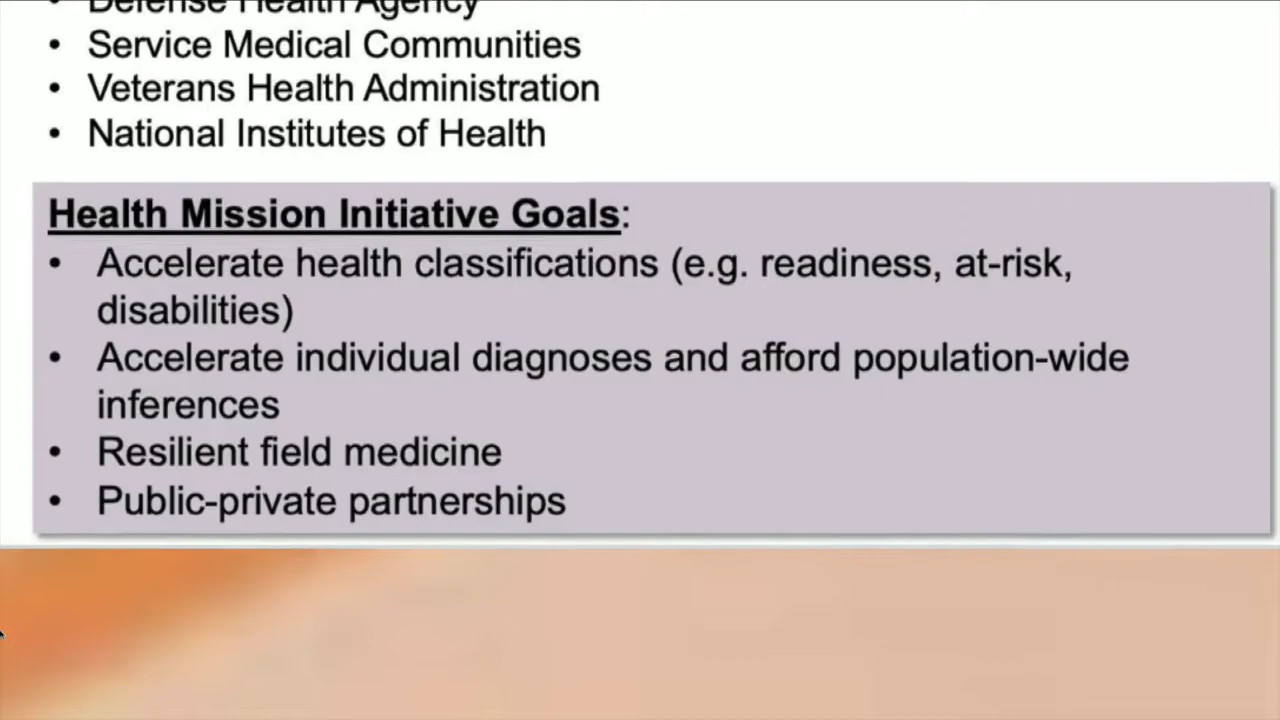 • Defense Health Agency
• Service Medical Communities
• Veterans Health Administration
• National Institutes of Health
Health Mission Initiative Goals:
• Accelerate health classifications (e.g. readiness, at-risk,
disabilities)
• Accelerate individual diagnoses and afford population-wide
inferences
• Resilient field medicine
• Public-private partnerships